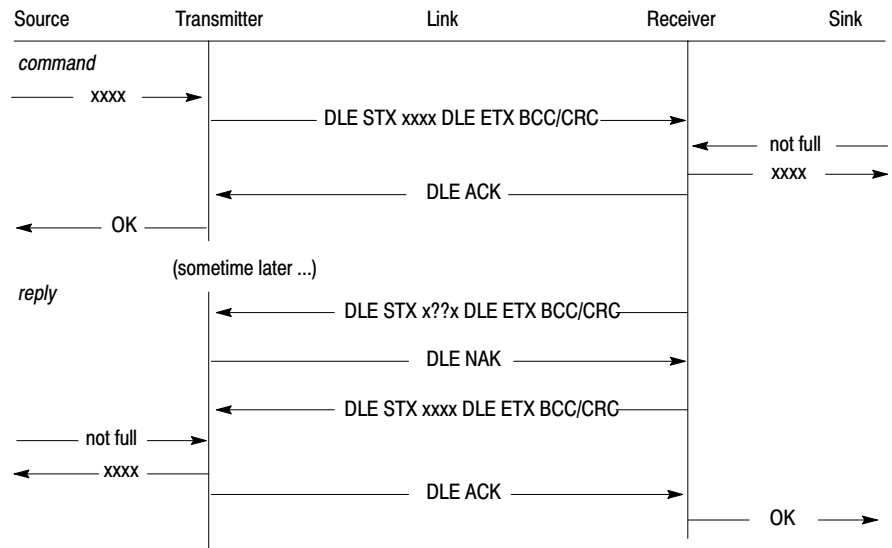 Source Transmitter Link Receiver Sink
command
xxxx
DLE STX xxxx DLE ETX BCC/CRC
not full
xxxx
DLE ACK
OK
(sometime later ...)
reply
DLE STX x??x DLE ETX BCC/CRC
DLE NAK
DLE STX xxxx DLE ETX BCC/CRC
not full
xxxx
DLE ACK
OK